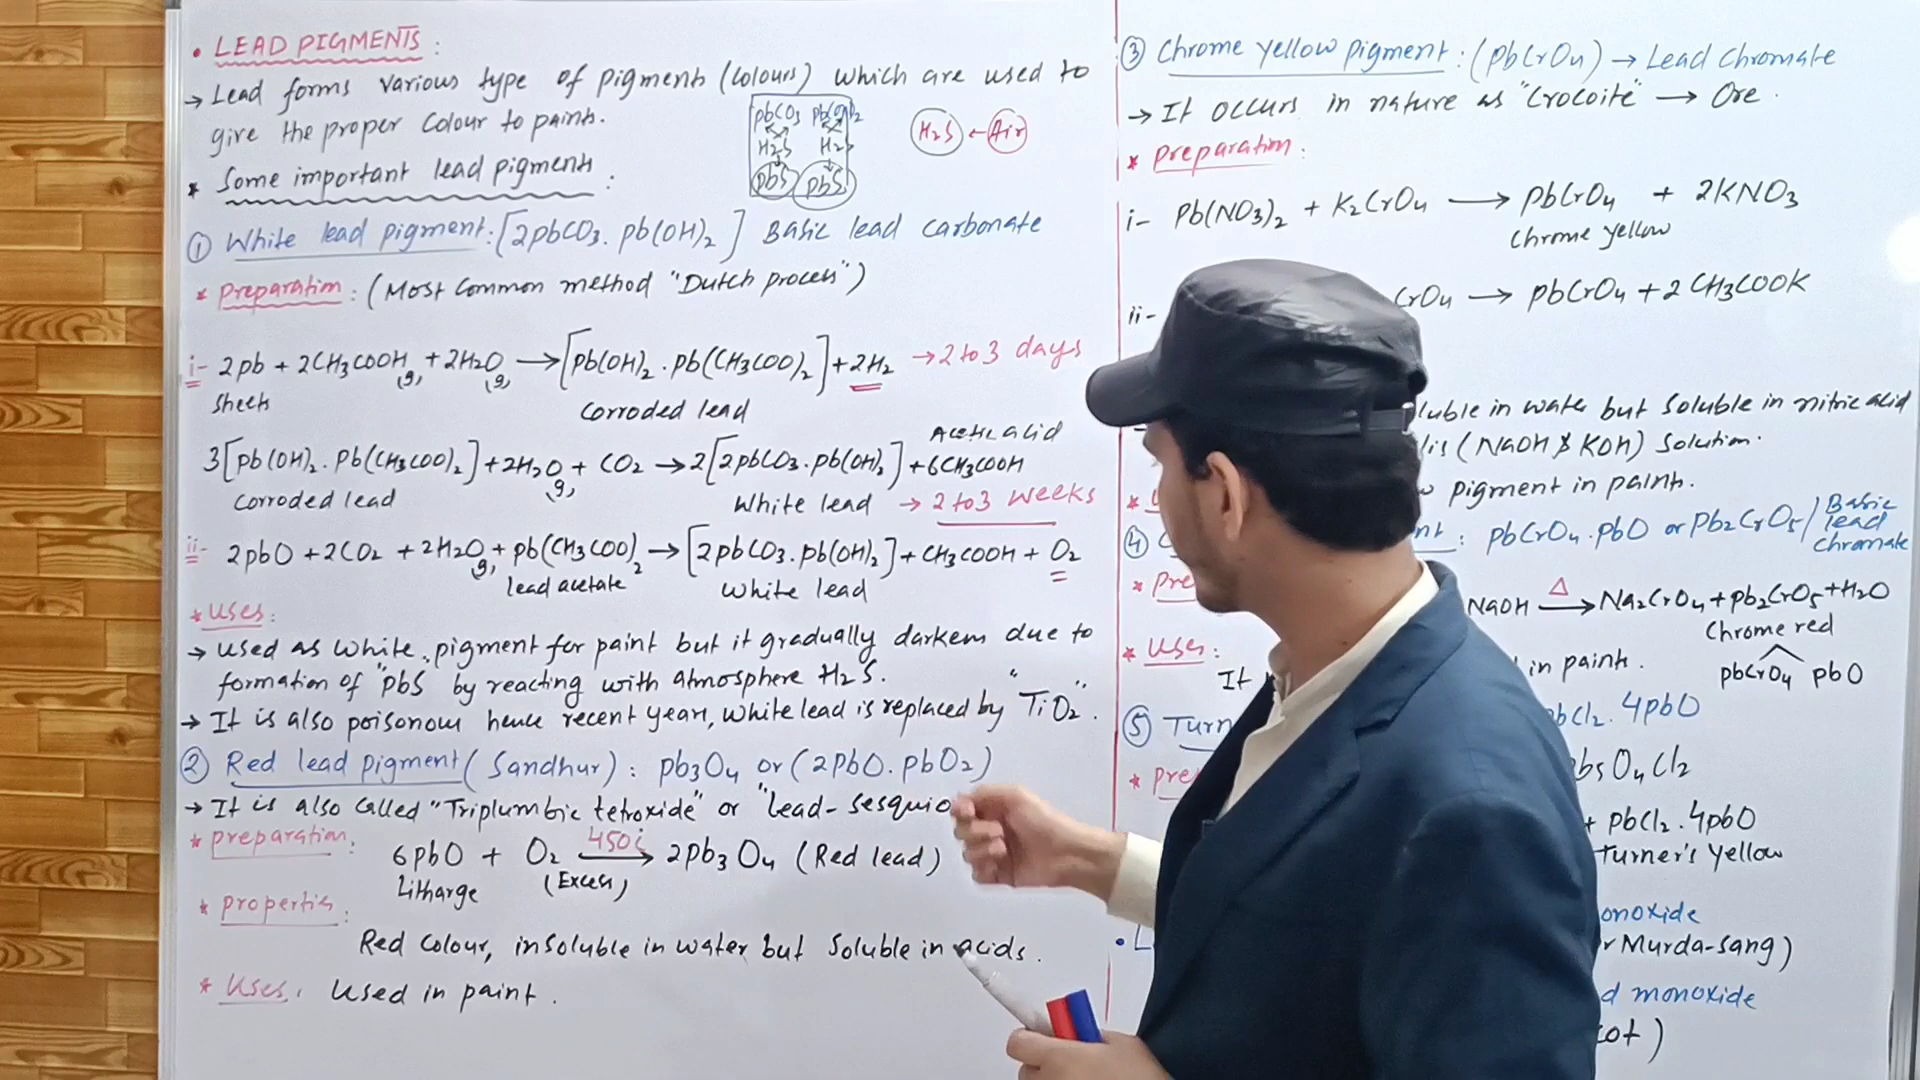 • LEAD PIGMENTS:
→ Lead forms various type of pigments (colours) which are used to
give the proper colour to paints.
PbCO3 Pb(OH)2
H2S H2S
PbS PbS
H2S ← Air
* Some important lead pigments:
① White lead pigment: [2PbCO3.Pb(OH)2] Basic lead carbonate
* Preparation: (Most Common method "Dutch process")
i- 2Pb + 2CH3COOH(g) + 2H2O(g) → [Pb(OH)2.Pb(CH3COO)2] + 2H2 → 2 to 3 days
Sheets
Corroded lead
Acetic acid
3[Pb(OH)2.Pb(CH3COO)2] + 2H2O(g) + CO2 → 2[2PbCO3.Pb(OH)2] + 6CH3COOH
Corroded lead White lead → 2 to 3 weeks
ii- 2PbO + 2CO2 + 2H2O(g) + Pb(CH3COO)2 → [2PbCO3.Pb(OH)2] + CH3COOH + O2
lead acetate White lead
* Uses:
→ Used as white pigment for paint but it gradually darkens due to
formation of "PbS" by reacting with atmosphere H2S.
→ It is also poisonous hence recent years, white lead is replaced by "TiO2".
② Red lead pigment (Sandhur): Pb3O4 or (2PbO.PbO2)
→ It is also called "Triplumbic tetroxide" or "Lead-sesquio
* Preparation:
6PbO + O2 → 2Pb3O4 (Red lead)
Litharge (Excess)
* Properties:
Red Colour, insoluble in water but Soluble in acids.
* Uses: Used in paint.
③ Chrome yellow pigment: (PbCrO4) → Lead Chromate
→ It occurs in nature as "Crocoite" → Ore.
* Preparation:
i- Pb(NO3)2 + K2CrO4 → PbCrO4 + 2KNO3
Chrome yellow
ii- CrO4 → PbCrO4 + 2CH3COOK
luble in water but Soluble in nitric acid
lis (NaOH & KOH) Solution.
pigment in paints.
④ nt: PbCrO4.PbO or Pb2CrO5/ Basic
lead
chromate
* Pre
NaOH Δ→ Na2CrO4 + Pb2CrO5 + H2O
Chrome red
PbCrO4 PbO
* Uses:
It in paint.
⑤ Turn bCl2.4PbO
* Pre
bSO4Cl2
+ PbCl2.4PbO
Turner's Yellow
• L onoxide
r Murda-sang)
d monoxide
cot)